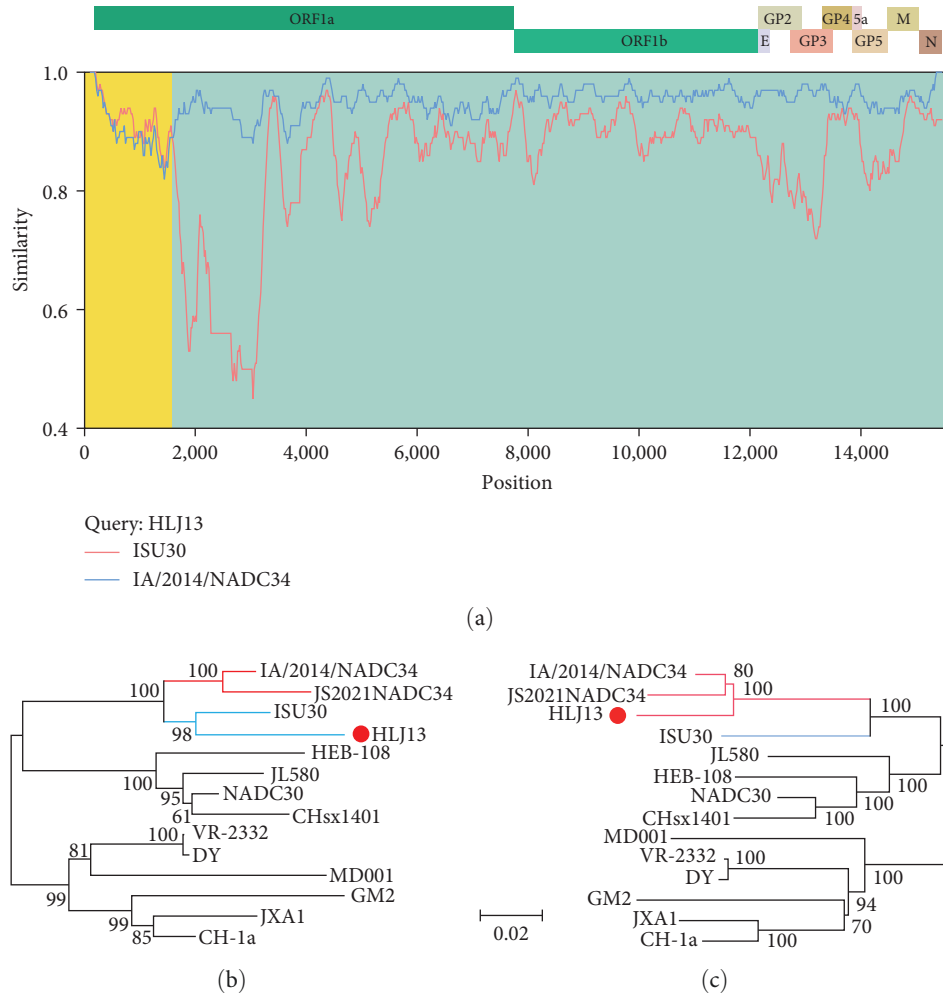 ORF1a
GP2
GP4
5a
M
ORF1b
E
GP3
GP5
N
1.0
0.8
0.6
0.4
Similarity
0
2,000
4,000
6,000
8,000
10,000
12,000
14,000
Position
Query: HLJ13
ISU30
IA/2014/NADC34
(a)
IA/2014/NADC34
100
JS2021NADC34
100
ISU30
98
HLJ13
HEB-108
100
JL580
95
NADC30
61
CHsx1401
100
VR-2332
81
DY
MD001
99
GM2
99
JXA1
85
CH-1a
0.02
(b)
IA/2014/NADC34
80
JS2021NADC34
100
HLJ13
100
ISU30
JL580
HEB-108
100
NADC30
100
CHsx1401
100
MD001
VR-2332
100
100
DY
GM2
94
JXA1
70
CH-1a
100
(c)